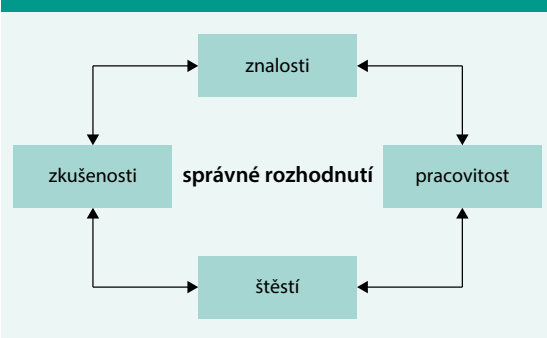 znalosti
zkušenosti
správné rozhodnutí
pracovitost
štěstí